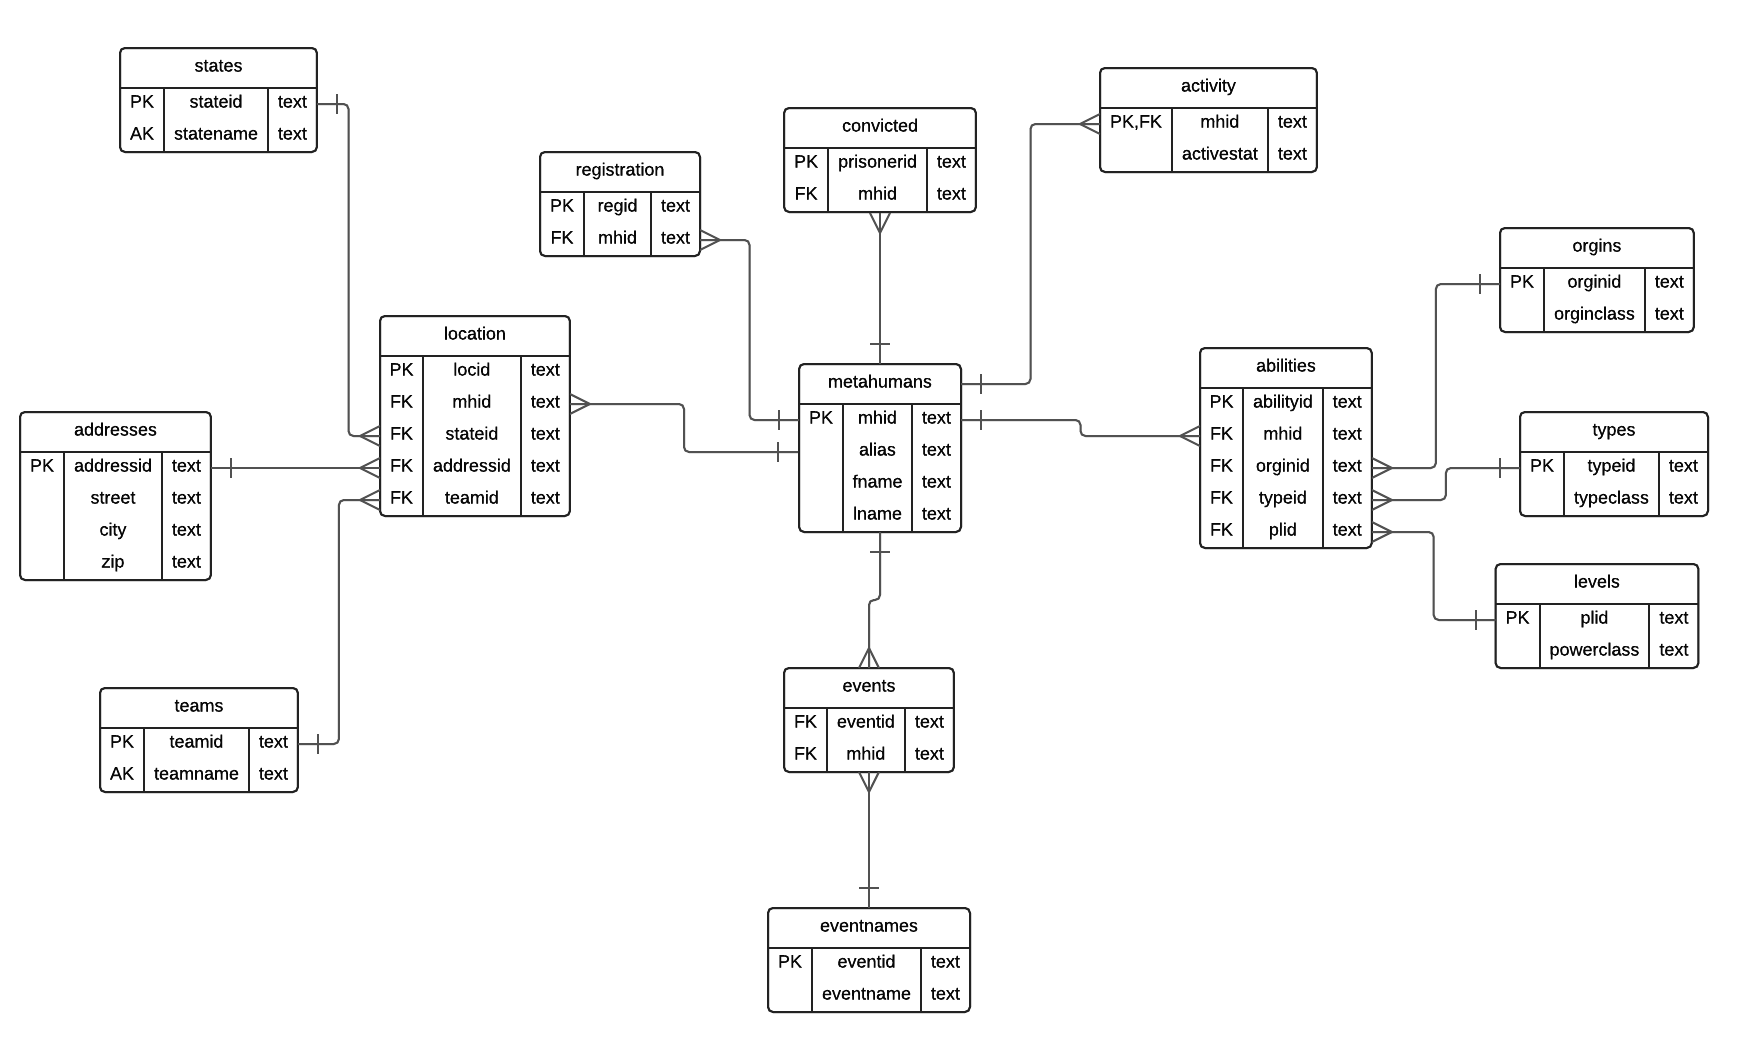 states
PK stateid text
AK statename text
activity
PK,FK mhid text
activestat text
convicted
PK prisonerid text
FK mhid text
registration
PK regid text
FK mhid text
orgins
PK orginid text
orginclass text
location
PK locid text
FK mhid text
FK stateid text
FK addressid text
FK teamid text
abilities
PK abilityid text
FK mhid text
FK orginid text
FK typeid text
FK plid text
metahumans
PK mhid text
alias text
fname text
lname text
addresses
PK addressid text
street text
city text
zip text
types
PK typeid text
typeclass text
levels
PK plid text
powerclass text
events
FK eventid text
FK mhid text
teams
PK teamid text
AK teamname text
eventnames
PK eventid text
eventname text